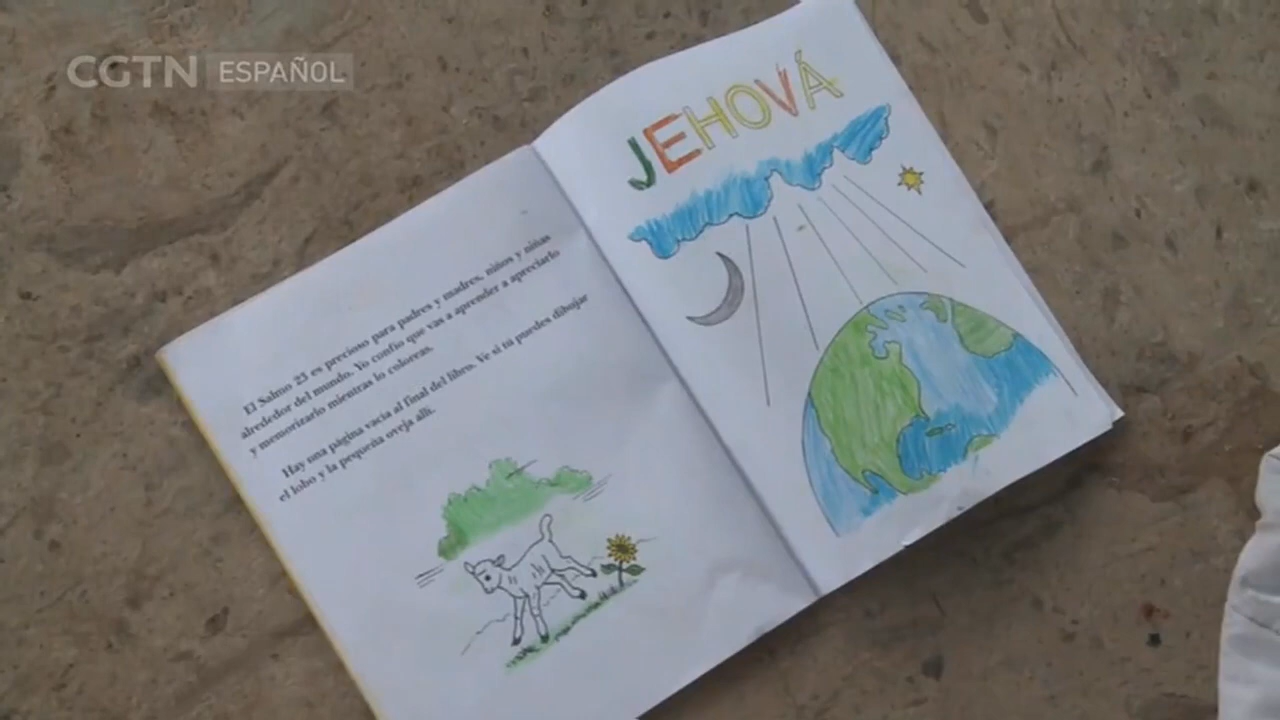 CGTN ESPAÑOL
El Salmo 23 es precioso para padres y madres, niños y niñas
alrededor del mundo. Yo confío que vas a aprender a apreciarlo
y memorizarlo mientras lo coloreas.
Hay una página vacía al final del libro. Ve si tú puedes dibujar
el lobo y la pequeña oveja allí.
JEHOVÁ